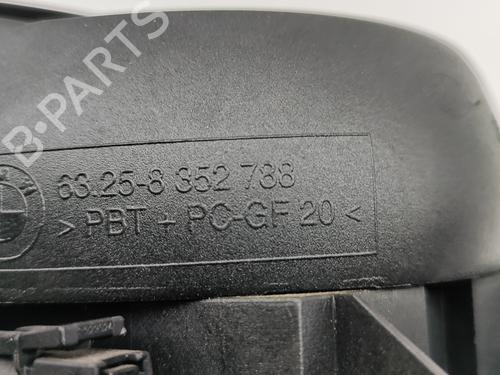 B-PARTS
63.25-8 352 788
> PBT + PC-GF 20 <